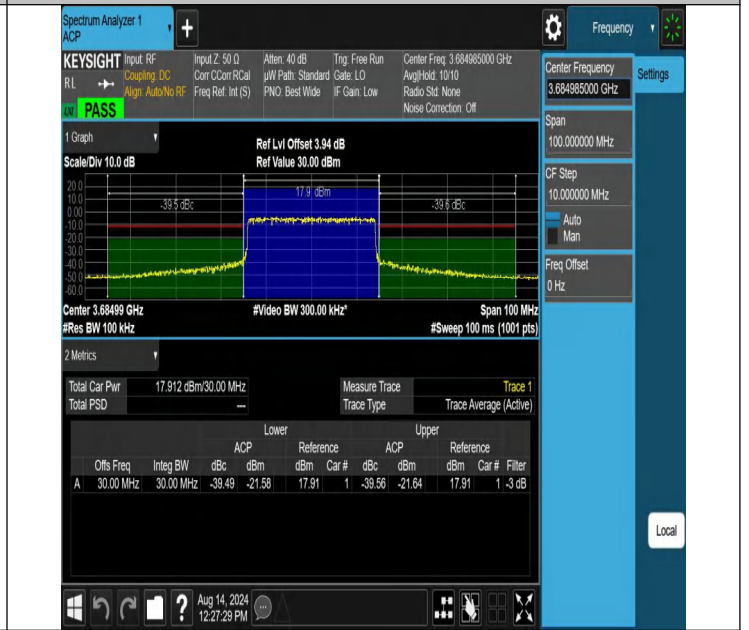 Spectrum Analyzer 1
ACP
+
Frequency
KEYSIGHT
RL
PASS
Input: RF
Coupling: DC
Align: Auto/No RF
Input Z: 50 Ω
Corr CCorr RCal
Freq Ref: Int (S)
Atten: 40 dB
µW Path: Standard
PNO: Best Wide
Trig: Free Run
Gate: LO
IF Gain: Low
Center Freq: 3.684985000 GHz
Avg|Hold: 10/10
Radio Std: None
Noise Correction: Off
Center Frequency
3.684985000 GHz
Settings
Span
100.000000 MHz
CF Step
10.000000 MHz
Auto
Man
Freq Offset
0 Hz
1 Graph
Scale/Div 10.0 dB
Ref Lvl Offset 3.94 dB
Ref Value 30.00 dBm
20.0
10.0
0.00
-10.0
-20.0
-30.0
-40.0
-50.0
-60.0
-39.5 dBc
17.9 dBm
-39.6 dBc
Center 3.68499 GHz
#Video BW 300.00 kHz*
Span 100 MHz
#Res BW 100 kHz
#Sweep 100 ms (1001 pts)
2 Metrics
Total Car Pwr 17.912 dBm/30.00 MHz
Total PSD ---
Measure Trace Trace 1
Trace Type Trace Average (Active)
Lower Upper
ACP Reference ACP Reference
Offs Freq Integ BW dBc dBm dBm Car # dBc dBm dBm Car # Filter
A 30.00 MHz 30.00 MHz -39.49 -21.58 17.91 1 -39.56 -21.64 17.91 1 -3 dB
Local
?
Aug 14, 2024
12:27:29 PM